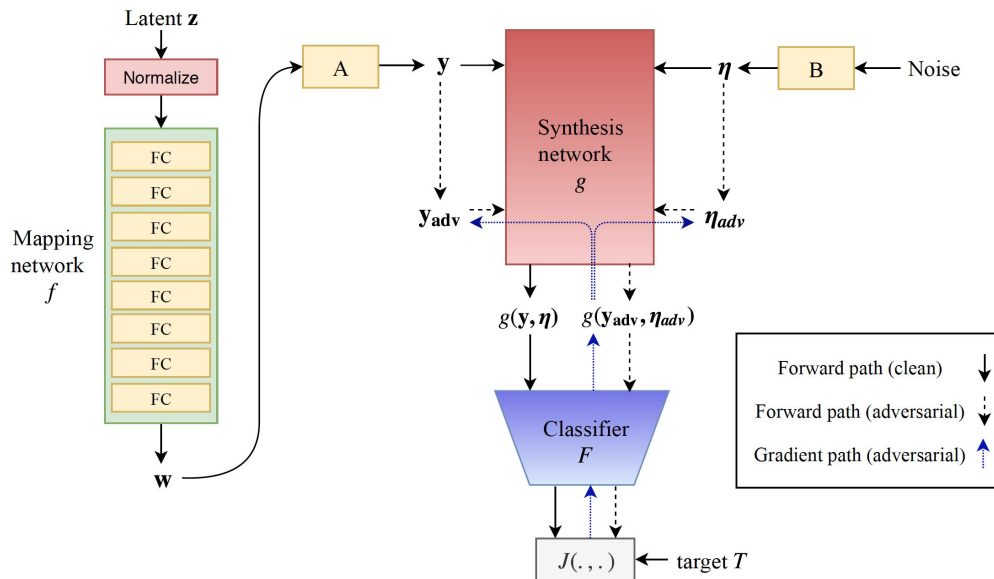 Latent z
Normalize
FC
FC
FC
FC
FC
FC
FC
FC
Mapping
network
f
w
A
y
y_adv
Synthesis
network
g
η
B
Noise
η_adv
g(y, η)
g(y_adv, η_adv)
Classifier
F
J(. , .)
target T
Forward path (clean)
Forward path (adversarial)
Gradient path (adversarial)